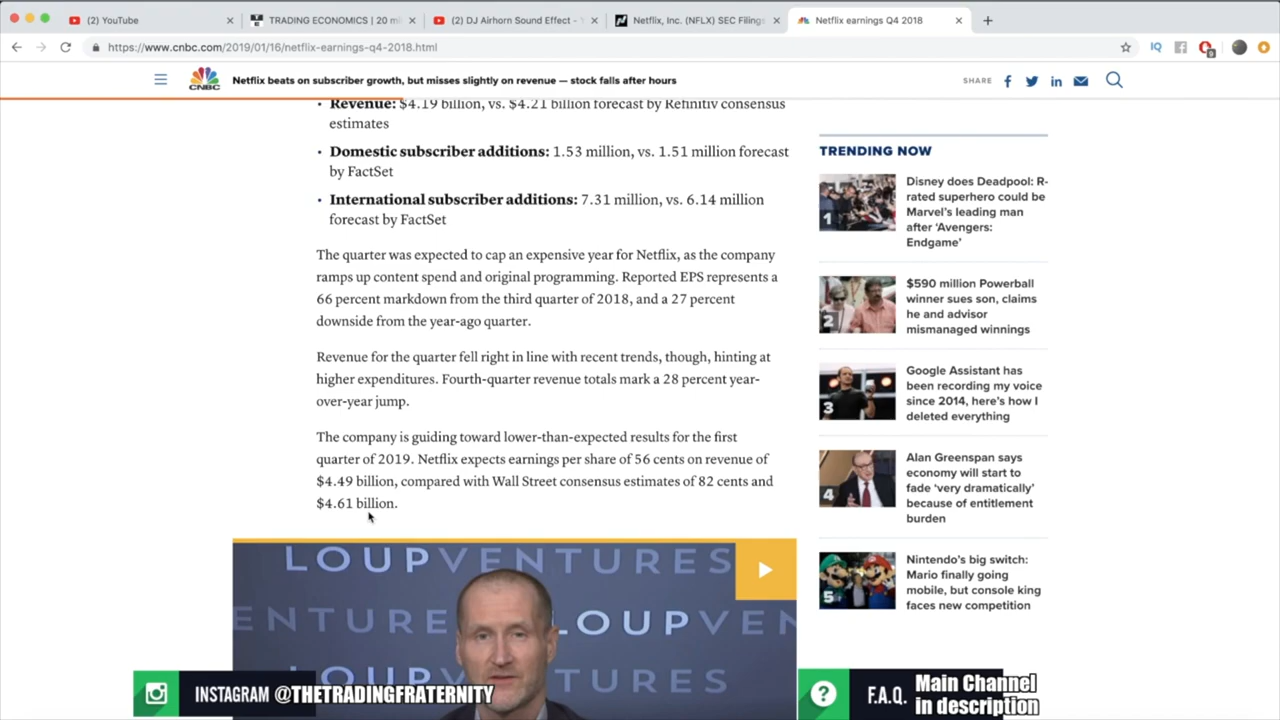 (2) YouTube
TRADING ECONOMICS | 20 mi
(2) DJ Airhorn Sound Effect -
Netflix, Inc. (NFLX) SEC Filings
Netflix earnings Q4 2018
https://www.cnbc.com/2019/01/16/netflix-earnings-q4-2018.html
IQ
CNBC
Netflix beats on subscriber growth, but misses slightly on revenue — stock falls after hours
SHARE
• Revenue: $4.19 billion, vs. $4.21 billion forecast by Refinitiv consensus
estimates
• Domestic subscriber additions: 1.53 million, vs. 1.51 million forecast
by FactSet
• International subscriber additions: 7.31 million, vs. 6.14 million
forecast by FactSet
The quarter was expected to cap an expensive year for Netflix, as the company
ramps up content spend and original programming. Reported EPS represents a
66 percent markdown from the third quarter of 2018, and a 27 percent
downside from the year-ago quarter.
Revenue for the quarter fell right in line with recent trends, though, hinting at
higher expenditures. Fourth-quarter revenue totals mark a 28 percent year-
over-year jump.
The company is guiding toward lower-than-expected results for the first
quarter of 2019. Netflix expects earnings per share of 56 cents on revenue of
$4.49 billion, compared with Wall Street consensus estimates of 82 cents and
$4.61 billion.
TRENDING NOW
1
Disney does Deadpool: R-
rated superhero could be
Marvel's leading man
after 'Avengers:
Endgame'
2
$590 million Powerball
winner sues son, claims
he and advisor
mismanaged winnings
3
Google Assistant has
been recording my voice
since 2014, here's how I
deleted everything
4
Alan Greenspan says
economy will start to
fade 'very dramatically'
because of entitlement
burden
5
Nintendo's big switch:
Mario finally going
mobile, but console king
faces new competition
LOUPVENTURES
ENTURE LOUPVEN
LOUP TURES
INSTAGRAM @THETRADINGFRATERNITY
? F.A.Q. Main Channel
in description